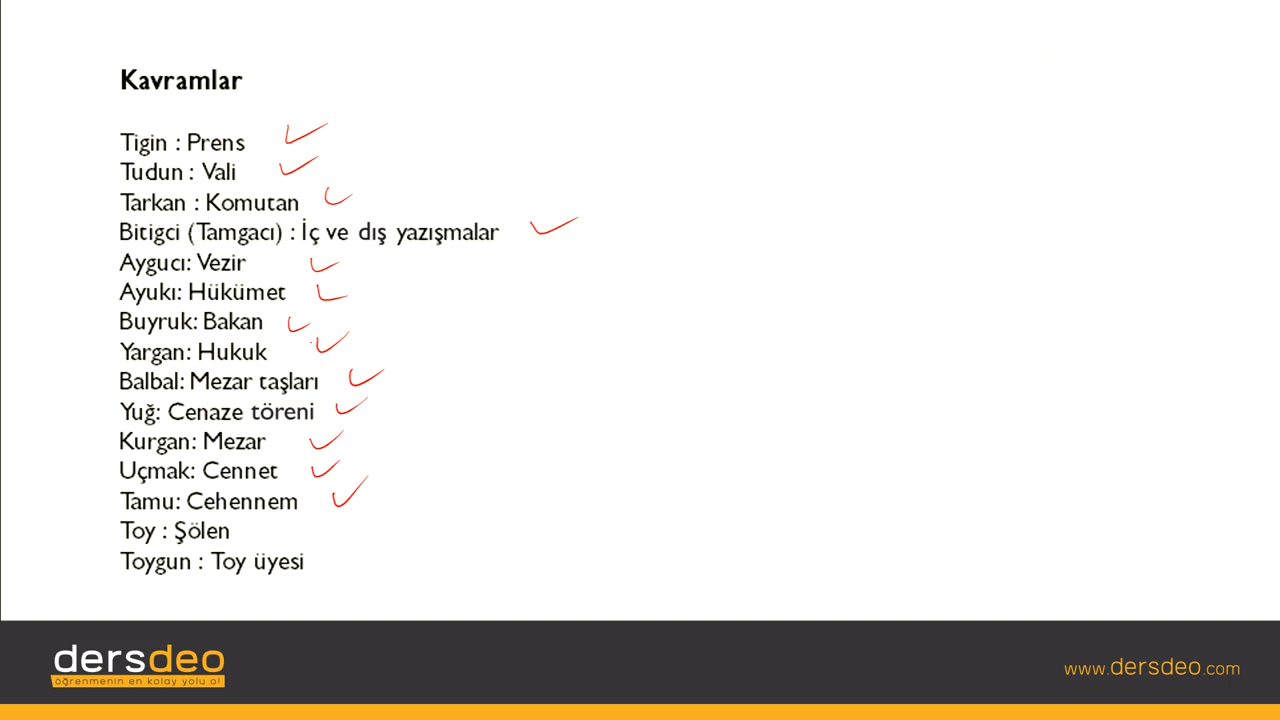 Kavramlar
Tigin : Prens
Tudun : Vali
Tarkan : Komutan
Bitigci (Tamgacı) : İç ve dış yazışmalar
Aygucı: Vezir
Ayukı: Hükümet
Buyruk: Bakan
Yargan: Hukuk
Balbal: Mezar taşları
Yuğ: Cenaze töreni
Kurgan: Mezar
Uçmak: Cennet
Tamu: Cehennem
Toy : Şölen
Toygun : Toy üyesi
dersdeo
öğrenmenin en kolay yolu o!
www.dersdeo.com